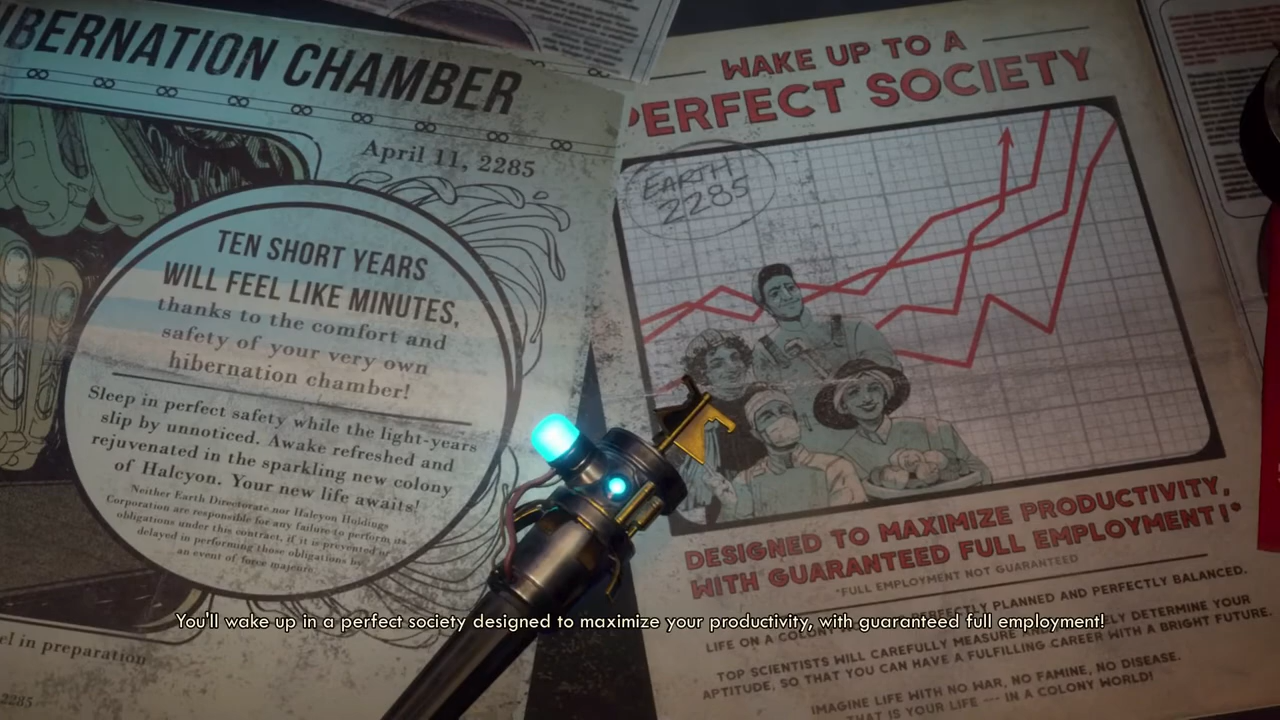 HIBERNATION CHAMBER
April 11, 2285
TEN SHORT YEARS
WILL FEEL LIKE MINUTES,
thanks to the comfort and
safety of your very own
hibernation chamber!
Sleep in perfect safety while the light-years
slip by unnoticed. Awake refreshed and
rejuvenated in the sparkling new colony
of Halcyon. Your new life awaits!
Neither Earth Directorate nor Halcyon Holdings
Corporation are responsible for any failure to perform its
obligations under this contract, if it is prevented or
delayed in performing those obligations by
an event of force majeure.
in preparation
2285
WAKE UP TO A
PERFECT SOCIETY
EARTH
2285
DESIGNED TO MAXIMIZE PRODUCTIVITY,
WITH GUARANTEED FULL EMPLOYMENT!*
*FULL EMPLOYMENT NOT GUARANTEED
LIFE ON A COLONY PERFECTLY PLANNED AND PERFECTLY BALANCED.
TOP SCIENTISTS WILL CAREFULLY MEASURE DETERMINE YOUR
APTITUDE, SO THAT YOU CAN HAVE A FULFILLING CAREER WITH A BRIGHT FUTURE.
IMAGINE LIFE WITH NO WAR, NO FAMINE, NO DISEASE.
THAT IS YOUR LIFE --- IN A COLONY WORLD!
You'll wake up in a perfect society designed to maximize your productivity, with guaranteed full employment!